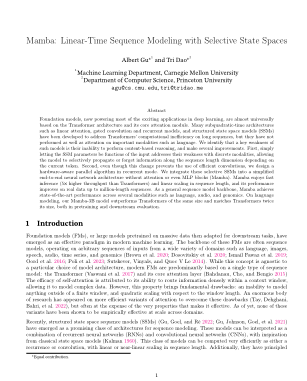 Mamba: Linear-Time Sequence Modeling with Selective State Spaces
Albert Gu*¹ and Tri Dao*²
¹Machine Learning Department, Carnegie Mellon University
²Department of Computer Science, Princeton University
agu@cs.cmu.edu, tri@tridao.me
Abstract
Foundation models, now powering most of the exciting applications in deep learning, are almost universally
based on the Transformer architecture and its core attention module. Many subquadratic-time architectures
such as linear attention, gated convolution and recurrent models, and structured state space models (SSMs)
have been developed to address Transformers' computational inefficiency on long sequences, but they have not
performed as well as attention on important modalities such as language. We identify that a key weakness of
such models is their inability to perform content-based reasoning, and make several improvements. First, simply
letting the SSM parameters be functions of the input addresses their weakness with discrete modalities, allowing
the model to selectively propagate or forget information along the sequence length dimension depending on
the current token. Second, even though this change prevents the use of efficient convolutions, we design a
hardware-aware parallel algorithm in recurrent mode. We integrate these selective SSMs into a simplified
end-to-end neural network architecture without attention or even MLP blocks (Mamba). Mamba enjoys fast
inference (5× higher throughput than Transformers) and linear scaling in sequence length, and its performance
improves on real data up to million-length sequences. As a general sequence model backbone, Mamba achieves
state-of-the-art performance across several modalities such as language, audio, and genomics. On language
modeling, our Mamba-3B model outperforms Transformers of the same size and matches Transformers twice
its size, both in pretraining and downstream evaluation.
1 Introduction
Foundation models (FMs), or large models pretrained on massive data then adapted for downstream tasks, have
emerged as an effective paradigm in modern machine learning. The backbone of these FMs are often sequence
models, operating on arbitrary sequences of inputs from a wide variety of domains such as language, images,
speech, audio, time series, and genomics (Brown et al. 2020; Dosovitskiy et al. 2020; Ismail Fawaz et al. 2019;
Oord et al. 2016; Poli et al. 2023; Sutskever, Vinyals, and Quoc V Le 2014). While this concept is agnostic to
a particular choice of model architecture, modern FMs are predominantly based on a single type of sequence
model: the Transformer (Vaswani et al. 2017) and its core attention layer (Bahdanau, Cho, and Bengio 2015)
The efficacy of self-attention is attributed to its ability to route information densely within a context window,
allowing it to model complex data. However, this property brings fundamental drawbacks: an inability to model
anything outside of a finite window, and quadratic scaling with respect to the window length. An enormous body
of research has appeared on more efficient variants of attention to overcome these drawbacks (Tay, Dehghani,
Bahri, et al. 2022), but often at the expense of the very properties that makes it effective. As of yet, none of these
variants have been shown to be empirically effective at scale across domains.
Recently, structured state space sequence models (SSMs) (Gu, Goel, and Ré 2022; Gu, Johnson, Goel, et al. 2021)
have emerged as a promising class of architectures for sequence modeling. These models can be interpreted as a
combination of recurrent neural networks (RNNs) and convolutional neural networks (CNNs), with inspiration
from classical state space models (Kalman 1960). This class of models can be computed very efficiently as either a
recurrence or convolution, with linear or near-linear scaling in sequence length. Additionally, they have principled
*Equal contribution.
1